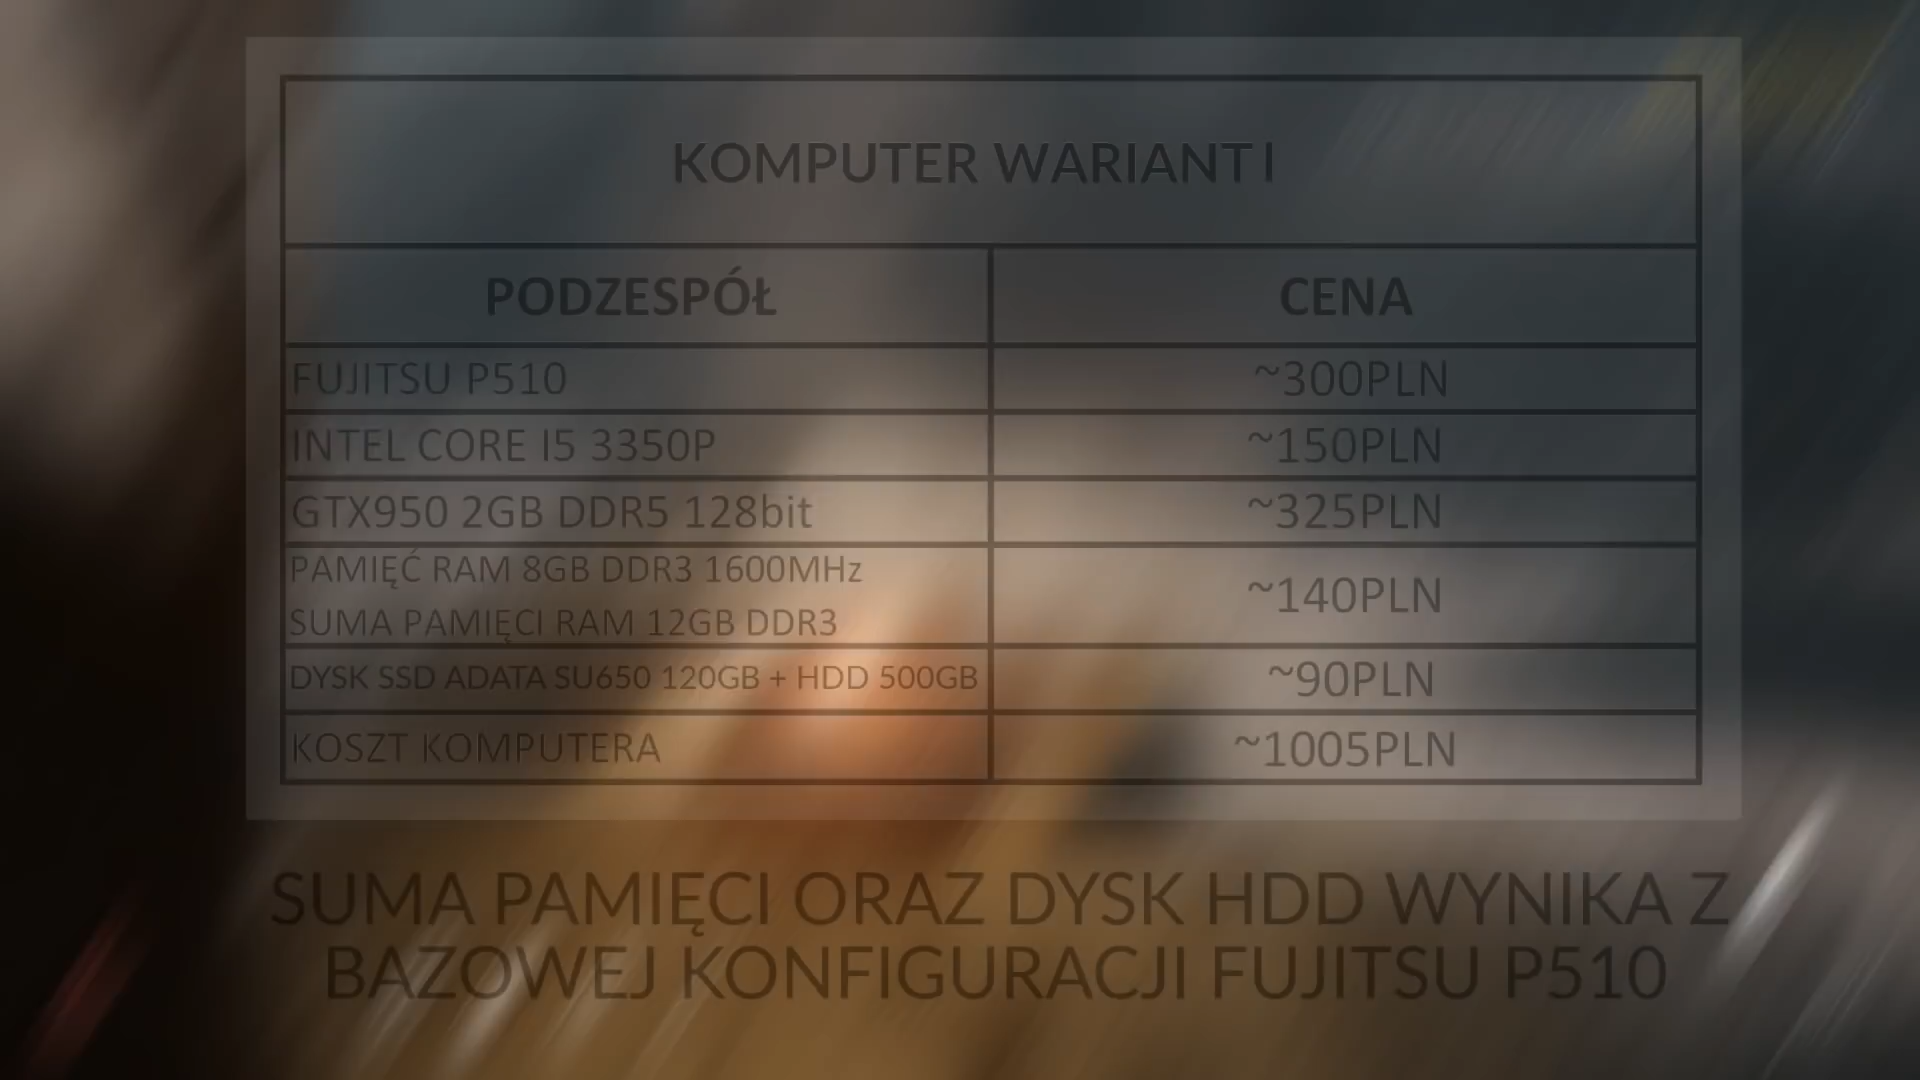 KOMPUTER WARIANT I
PODZESPÓŁ CENA
FUJITSU P510 ~300PLN
INTEL CORE I5 3350P ~150PLN
GTX950 2GB DDR5 128bit ~325PLN
PAMIĘĆ RAM 8GB DDR3 1600MHz
SUMA PAMIĘCI RAM 12GB DDR3 ~140PLN
DYSK SSD ADATA SU650 120GB + HDD 500GB ~90PLN
KOSZT KOMPUTERA ~1005PLN
SUMA PAMIĘCI ORAZ DYSK HDD WYNIKA Z
BAZOWEJ KONFIGURACJI FUJITSU P510